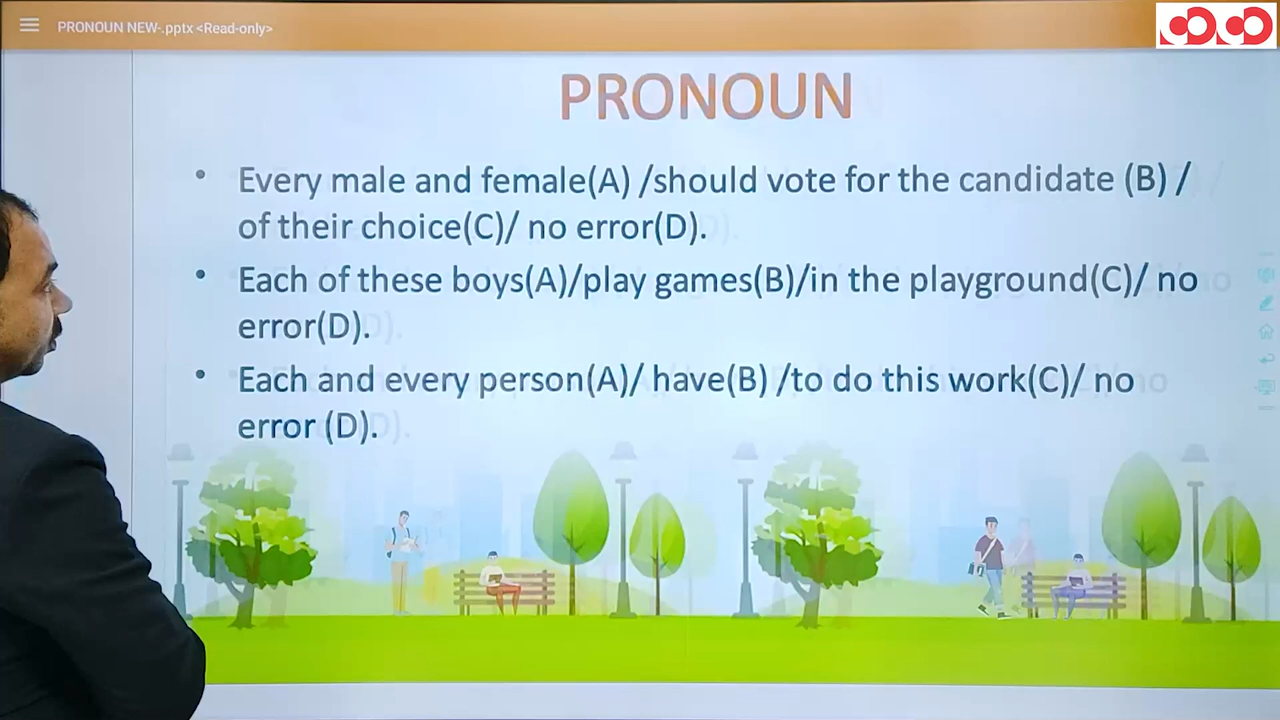 PRONOUN NEW-.pptx <Read-only>
PRONOUN
• Every male and female(A) /should vote for the candidate (B) /
of their choice(C)/ no error(D).
• Each of these boys(A)/play games(B)/in the playground(C)/ no
error(D).
• Each and every person(A)/ have(B) /to do this work(C)/ no
error (D).